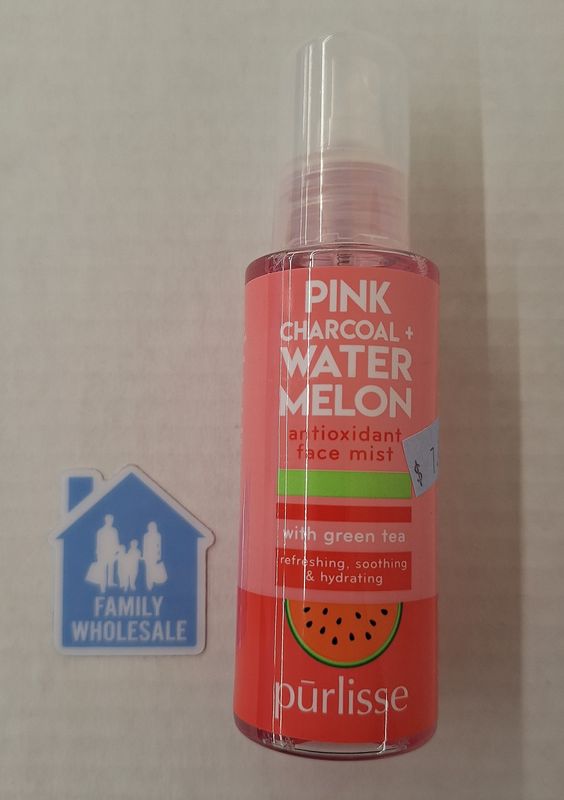 PINK
CHARCOAL +
WATER
MELON
antioxidant
face mist
$
with green tea
refreshing, soothing
& hydrating
pūrlisse
FAMILY
WHOLESALE